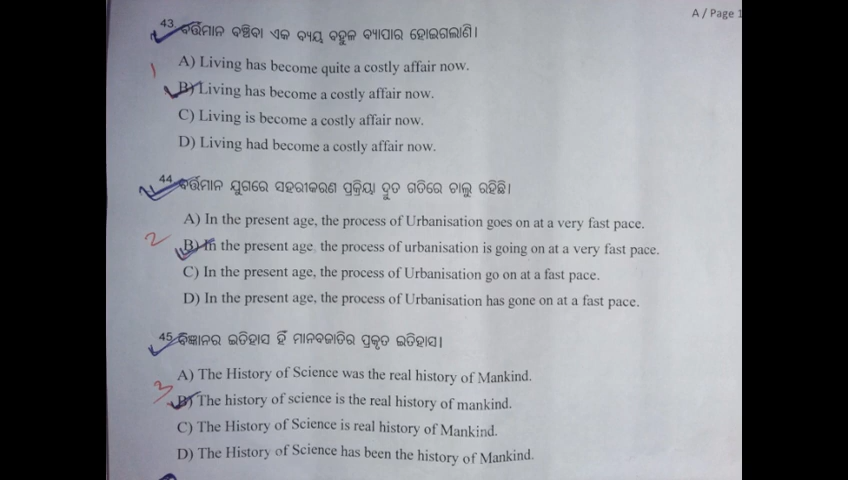 A / Page 1
43. ବର୍ତ୍ତମାନ ବଞ୍ଚିବା ଏକ ବ୍ୟୟ ବହୁଳ ବ୍ୟାପାର ହୋଇଗଲାଣି।
1
A) Living has become quite a costly affair now.
B) Living has become a costly affair now.
C) Living is become a costly affair now.
D) Living had become a costly affair now.
44. ବର୍ତ୍ତମାନ ଯୁଗରେ ସହରୀକରଣ ପ୍ରକ୍ରିୟା ଦ୍ରୁତ ଗତିରେ ଚାଲୁ ରହିଛି।
A) In the present age, the process of Urbanisation goes on at a very fast pace.
2
B) In the present age, the process of urbanisation is going on at a very fast pace.
C) In the present age, the process of Urbanisation go on at a fast pace.
D) In the present age, the process of Urbanisation has gone on at a fast pace.
45. ବିଜ୍ଞାନର ଇତିହାସ ହିଁ ମାନବଜାତିର ପ୍ରକୃତ ଇତିହାସ।
A) The History of Science was the real history of Mankind.
3
B) The history of science is the real history of mankind.
C) The History of Science is real history of Mankind.
D) The History of Science has been the history of Mankind.